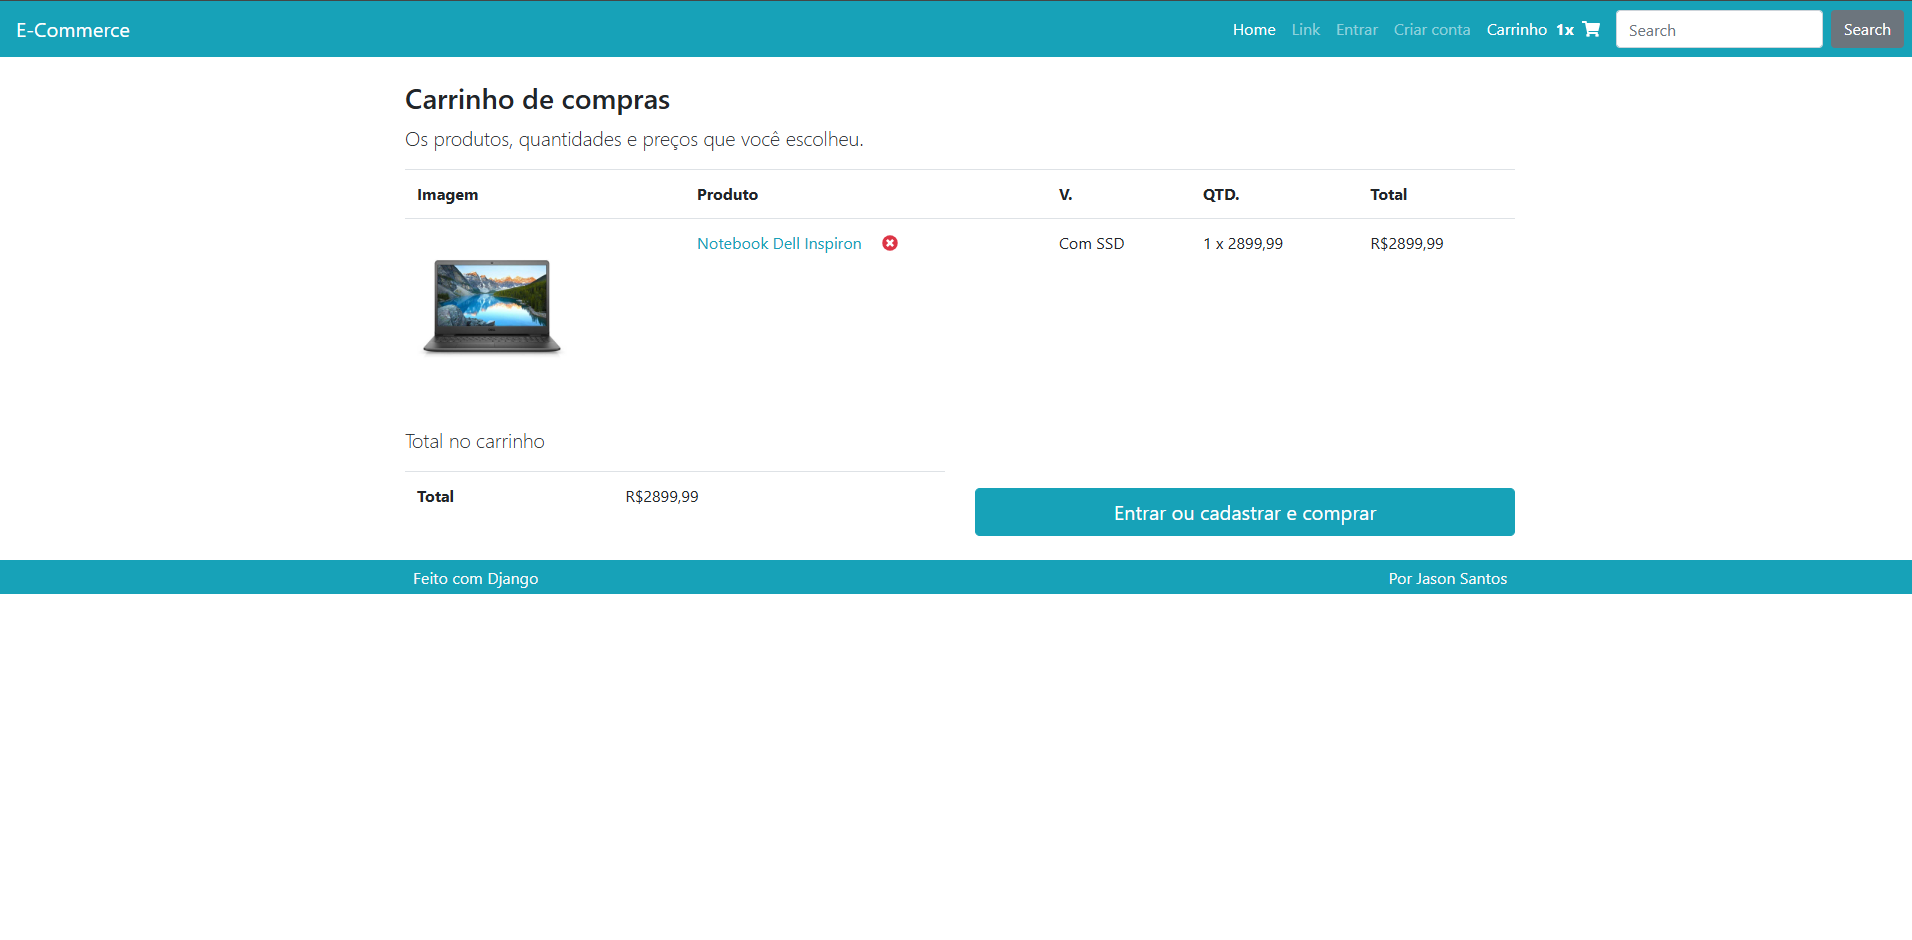 E-Commerce Home Link Entrar Criar conta Carrinho 1x Search Search
Carrinho de compras
Os produtos, quantidades e preços que você escolheu.
Imagem Produto V. QTD. Total
Notebook Dell Inspiron Com SSD 1 x 2899,99 R$2899,99
Total no carrinho
Total R$2899,99
Entrar ou cadastrar e comprar
Feito com Django Por Jason Santos